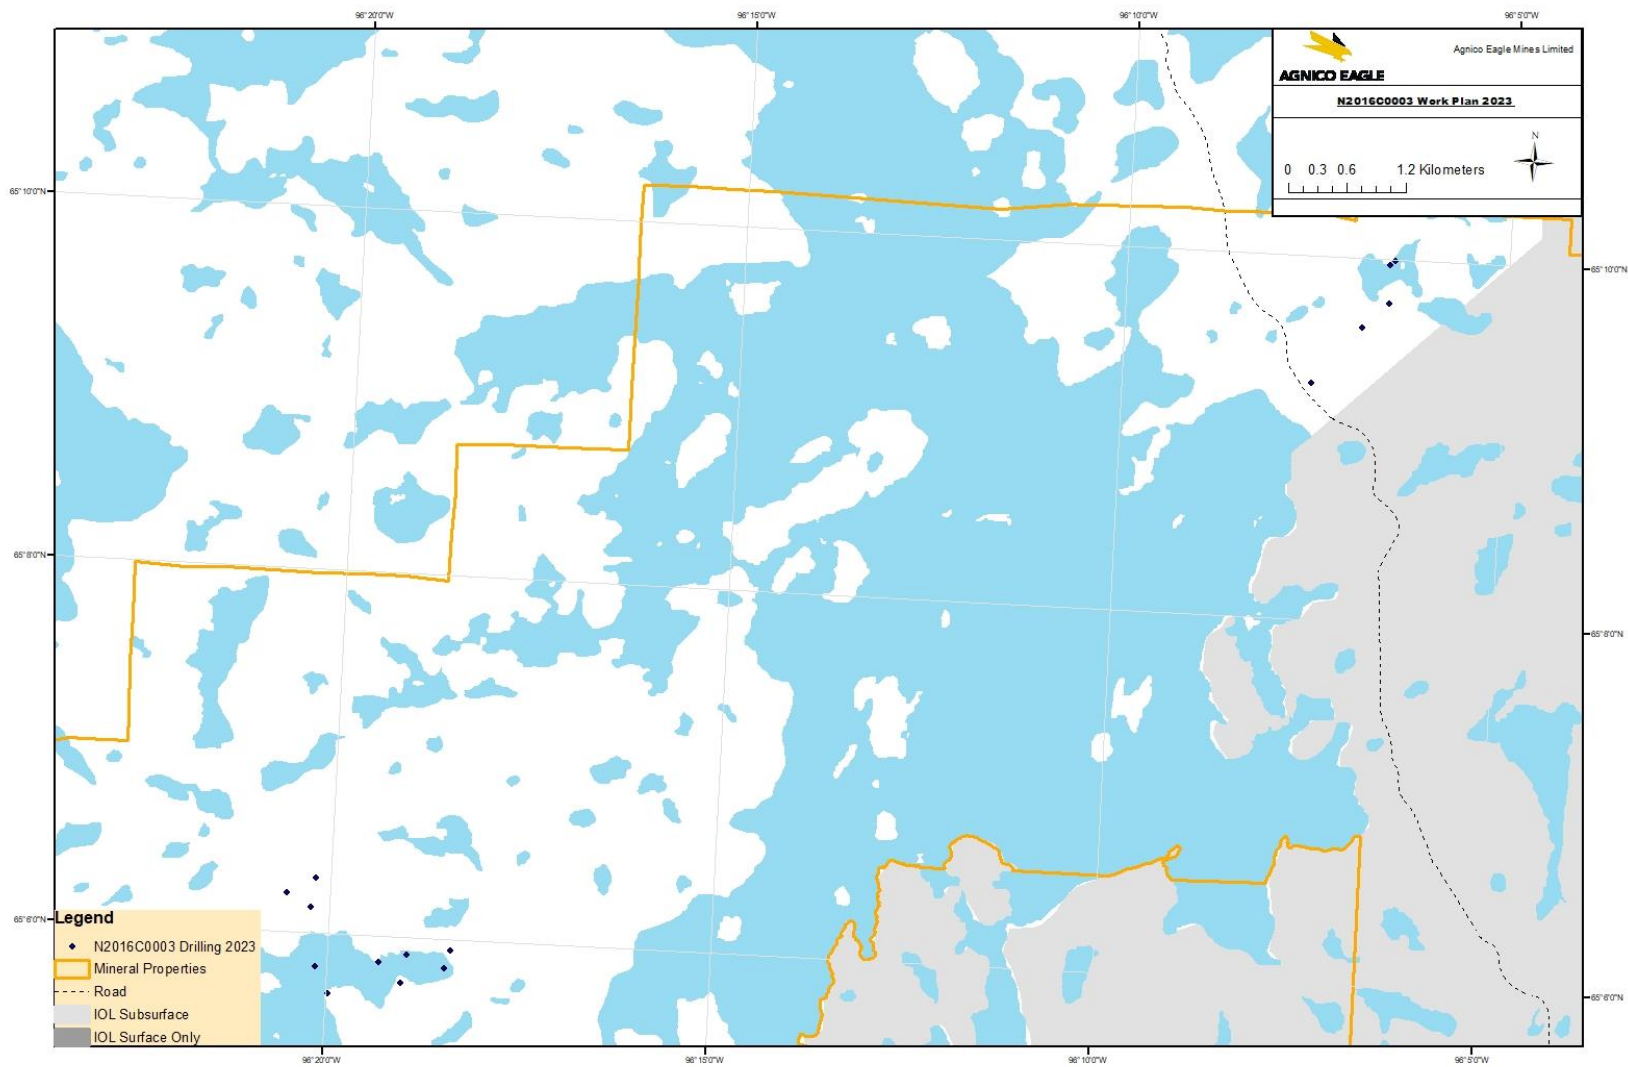 96°20'0"W 96°15'0"W 96°10'0"W 96°5'0"W
Agnico Eagle Mines Limited
AGNICO EAGLE
N2016C0003 Work Plan 2023
N
0 0.3 0.6 1.2 Kilometers
65°10'0"N
65°10'0"N
65°8'0"N
65°8'0"N
65°6'0"N
Legend
N2016C0003 Drilling 2023
Mineral Properties
Road
65°6'0"N
IOL Subsurface
IOL Surface Only
96°20'0"W 96°15'0"W 96°10'0"W 96°5'0"W